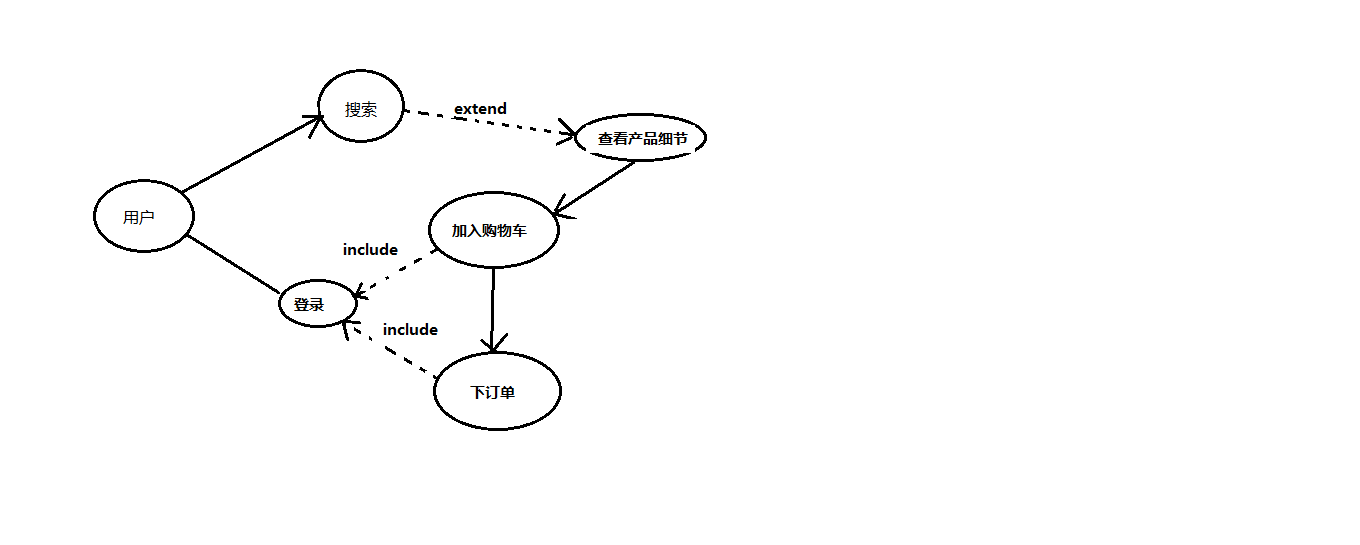 搜索
extend
查看产品细节
用户
加入购物车
include
登录
include
下订单